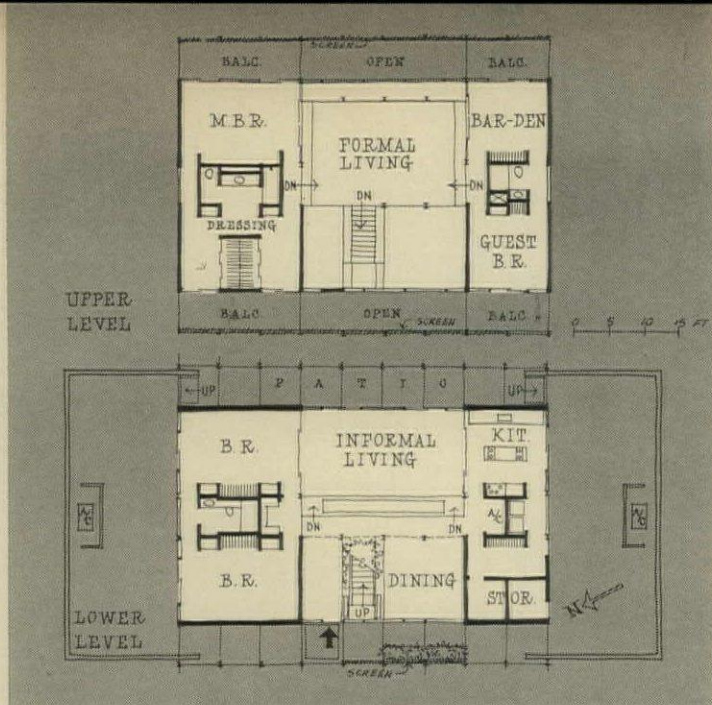 SCREEN
BALC. OPEN BALC.
M.B.R. FORMAL LIVING BAR-DEN
DN DN
DN
DRESSING
GUEST B.R.
UPPER LEVEL
BALC. OPEN BALC.
SCREEN
0 5 10 15 FT
PATIO
UP UP
B.R. INFORMAL LIVING KIT.
A/C A/C A/C
DN DN
B.R. DINING STOR.
UP
N
LOWER LEVEL
SCREEN